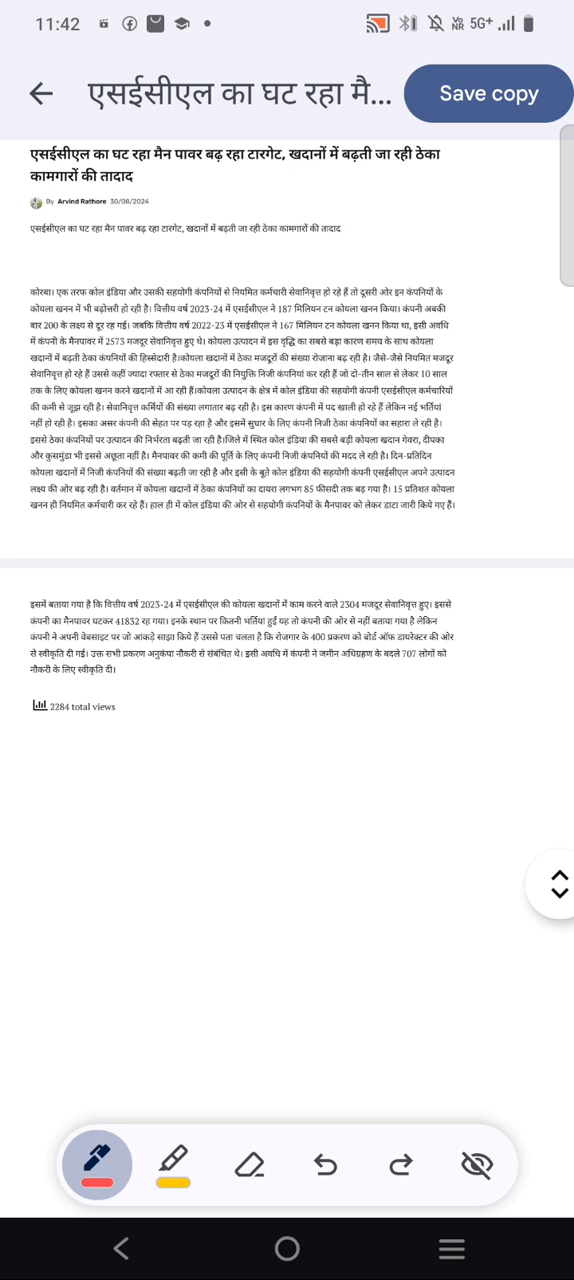 11:42
VoNR 5G+
एसईसीएल का घट रहा मै...
Save copy
एसईसीएल का घट रहा मैन पावर बढ़ रहा टारगेट, खदानों में बढ़ती जा रही ठेका
कामगारों की तादाद
By Arvind Rathore 30/08/2024
एसईसीएल का घट रहा मैन पावर बढ़ रहा टारगेट, खदानों में बढ़ती जा रही ठेका कामगारों की तादाद
कोरबा। एक तरफ कोल इंडिया और उसकी सहयोगी कंपनियों से नियमित कर्मचारी सेवानिवृत्त हो रहे हैं तो दूसरी ओर इन कंपनियों के
कोयला खनन में भी बढ़ोत्तरी हो रही है। वित्तीय वर्ष 2023-24 में एसईसीएल ने 187 मिलियन टन कोयला खनन किया। कंपनी अबकी
बार 200 के लक्ष्य से दूर रह गई। जबकि वित्तीय वर्ष 2022-23 में एसईसीएल ने 167 मिलियन टन कोयला खनन किया था, इसी अवधि
में कंपनी के मैनपावर में 2573 मजदूर सेवानिवृत्त हुए थे। कोयला उत्पादन में इस वृद्धि का सबसे बड़ा कारण समय के साथ कोयला
खदानों में बढ़ती ठेका कंपनियों की हिस्सेदारी है।कोयला खदानों में ठेका मजदूरों की संख्या रोजाना बढ़ रही है। जैसे-जैसे नियमित मजदूर
सेवानिवृत्त हो रहे हैं उससे कहीं ज्यादा रफ्तार से ठेका मजदूरों की नियुक्ति निजी कंपनियां कर रही हैं जो दो-तीन साल से लेकर 10 साल
तक के लिए कोयला खनन करने खदानों में आ रही हैं।कोयला उत्पादन के क्षेत्र में कोल इंडिया की सहयोगी कंपनी एसईसीएल कर्मचारियों
की कमी से जूझ रही है। सेवानिवृत्त कर्मियों की संख्या लगातार बढ़ रही है। इस कारण कंपनी में पद खाली हो रहे हैं लेकिन नई भर्तियां
नहीं हो रही है। इसका असर कंपनी की सेहत पर पड़ रहा है और इसमें सुधार के लिए कंपनी निजी ठेका कंपनियों का सहारा ले रही है।
इससे ठेका कंपनियों पर उत्पादन की निर्भरता बढ़ती जा रही है।जिले में स्थित कोल इंडिया की सबसे बड़ी कोयला खदान गेवरा, दीपका
और कुसमुंडा भी इससे अछूता नहीं है। मैनपावर की कमी की पूर्ति के लिए कंपनी निजी कंपनियों की मदद ले रही है। दिन-प्रतिदिन
कोयला खदानों में निजी कंपनियों की संख्या बढ़ती जा रही है और इसी के बूते कोल इंडिया की सहयोगी कंपनी एसईसीएल अपने उत्पादन
लक्ष्य की ओर बढ़ रही है। वर्तमान में कोयला खदानों में ठेका कंपनियों का दायरा लगभग 85 फीसदी तक बढ़ गया है। 15 प्रतिशत कोयला
खनन ही नियमित कर्मचारी कर रहे हैं। हाल ही में कोल इंडिया की ओर से सहयोगी कंपनियों के मैनपावर को लेकर डाटा जारी किये गए हैं।
इसमें बताया गया है कि वित्तीय वर्ष 2023-24 में एसईसीएल की कोयला खदानों में काम करने वाले 2304 मजदूर सेवानिवृत्त हुए। इससे
कंपनी का मैनपावर घटकर 41832 रह गया। इनके स्थान पर कितनी भर्तियां हुईं यह तो कंपनी की ओर से नहीं बताया गया है लेकिन
कंपनी ने अपनी वेबसाइट पर जो आंकड़े साझा किये हैं उससे पता चलता है कि रोजगार के 400 प्रकरण को बोर्ड ऑफ डायरेक्टर की ओर
से स्वीकृति दी गई। उक्त सभी प्रकरण अनुकंपा नौकरी से संबंधित थे। इसी अवधि में कंपनी ने जमीन अधिग्रहण के बदले 707 लोगों को
नौकरी के लिए स्वीकृति दी।
2284 total views